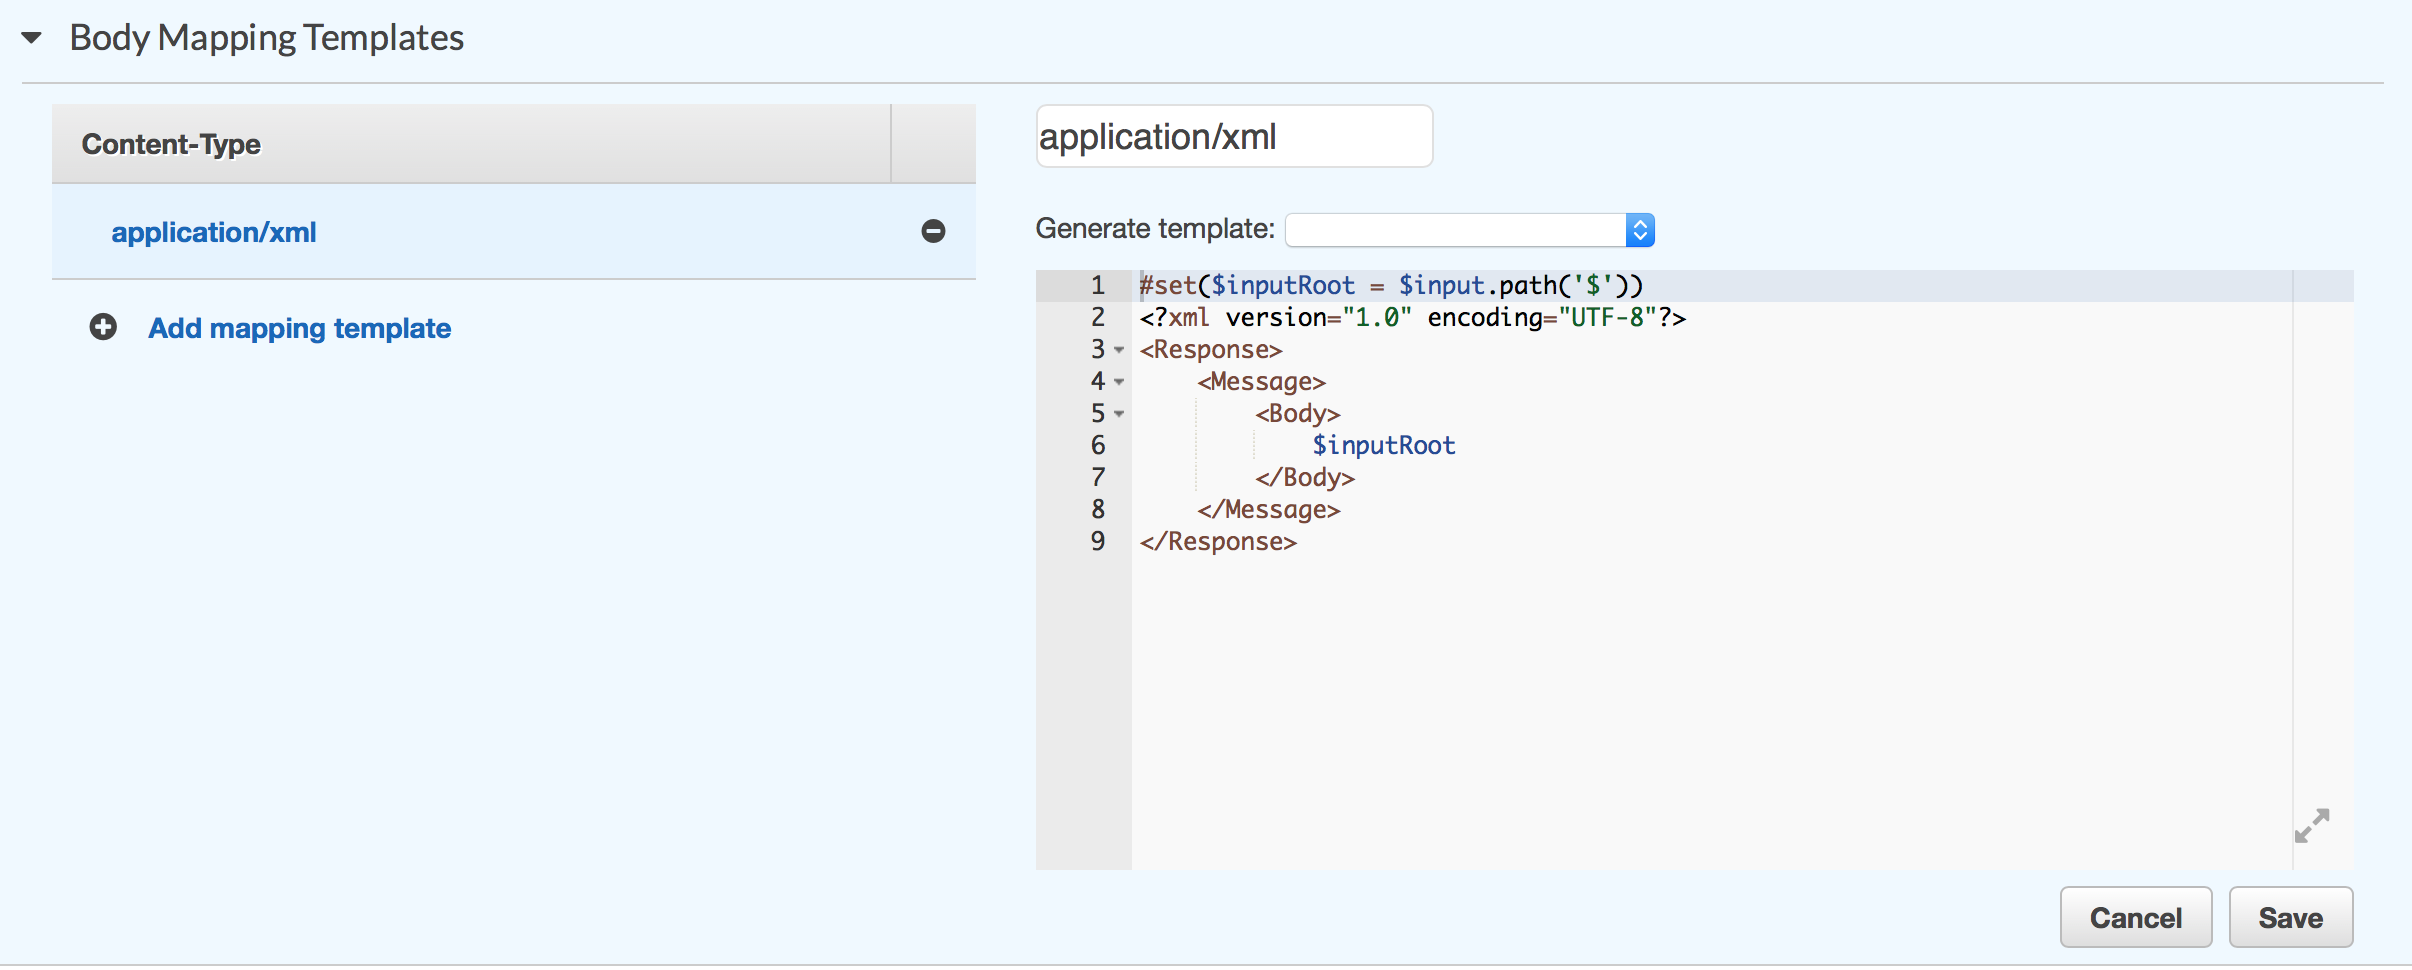 Body Mapping Templates
Content-Type
application/xml
Add mapping template
application/xml
Generate template:
1 #set($inputRoot = $input.path('$'))
2 <?xml version="1.0" encoding="UTF-8"?>
3 <Response>
4     <Message>
5         <Body>
6             $inputRoot
7         </Body>
8     </Message>
9 </Response>
Cancel
Save